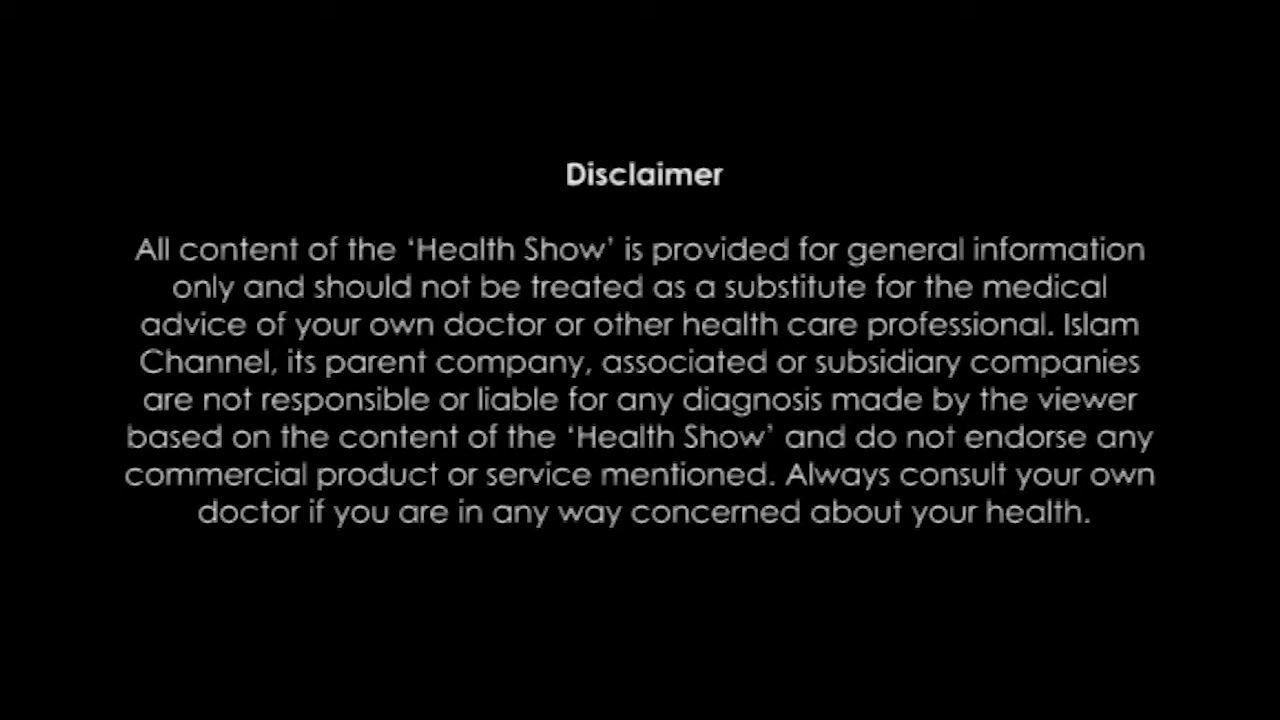 Disclaimer
All content of the ‘Health Show’ is provided for general information
only and should not be treated as a substitute for the medical
advice of your own doctor or other health care professional. Islam
Channel, its parent company, associated or subsidiary companies
are not responsible or liable for any diagnosis made by the viewer
based on the content of the ‘Health Show’ and do not endorse any
commercial product or service mentioned. Always consult your own
doctor if you are in any way concerned about your health.